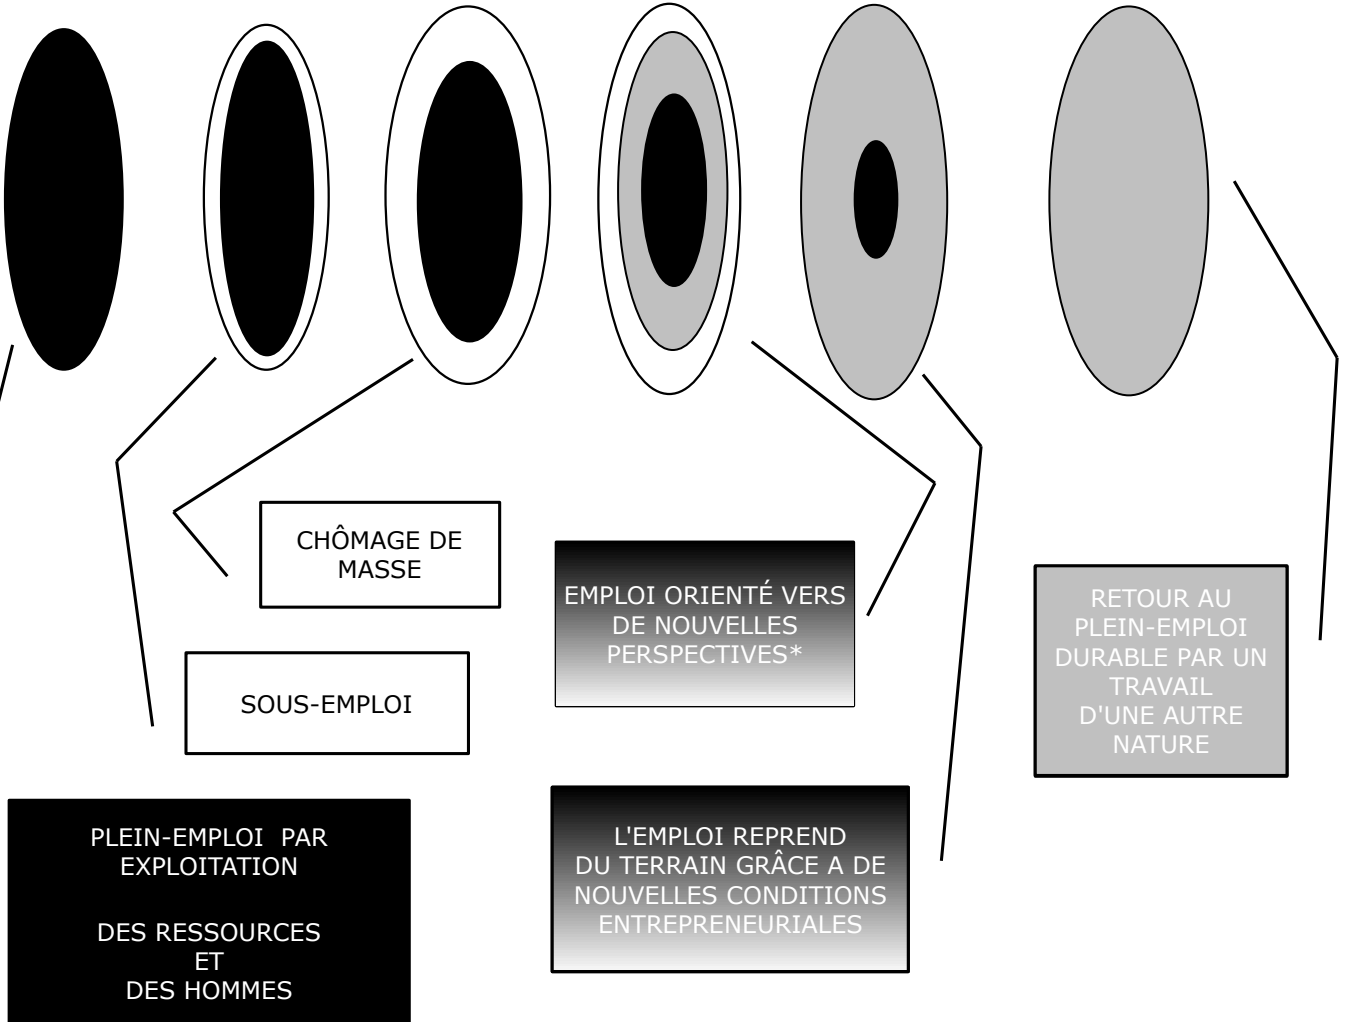 CHÔMAGE DE
MASSE
SOUS-EMPLOI
PLEIN-EMPLOI PAR
EXPLOITATION
DES RESSOURCES
ET
DES HOMMES
EMPLOI ORIENTÉ VERS
DE NOUVELLES
PERSPECTIVES*
L'EMPLOI REPREND
DU TERRAIN GRÂCE A DE
NOUVELLES CONDITIONS
ENTREPRENEURIALES
RETOUR AU
PLEIN-EMPLOI
DURABLE PAR UN
TRAVAIL
D'UNE AUTRE
NATURE